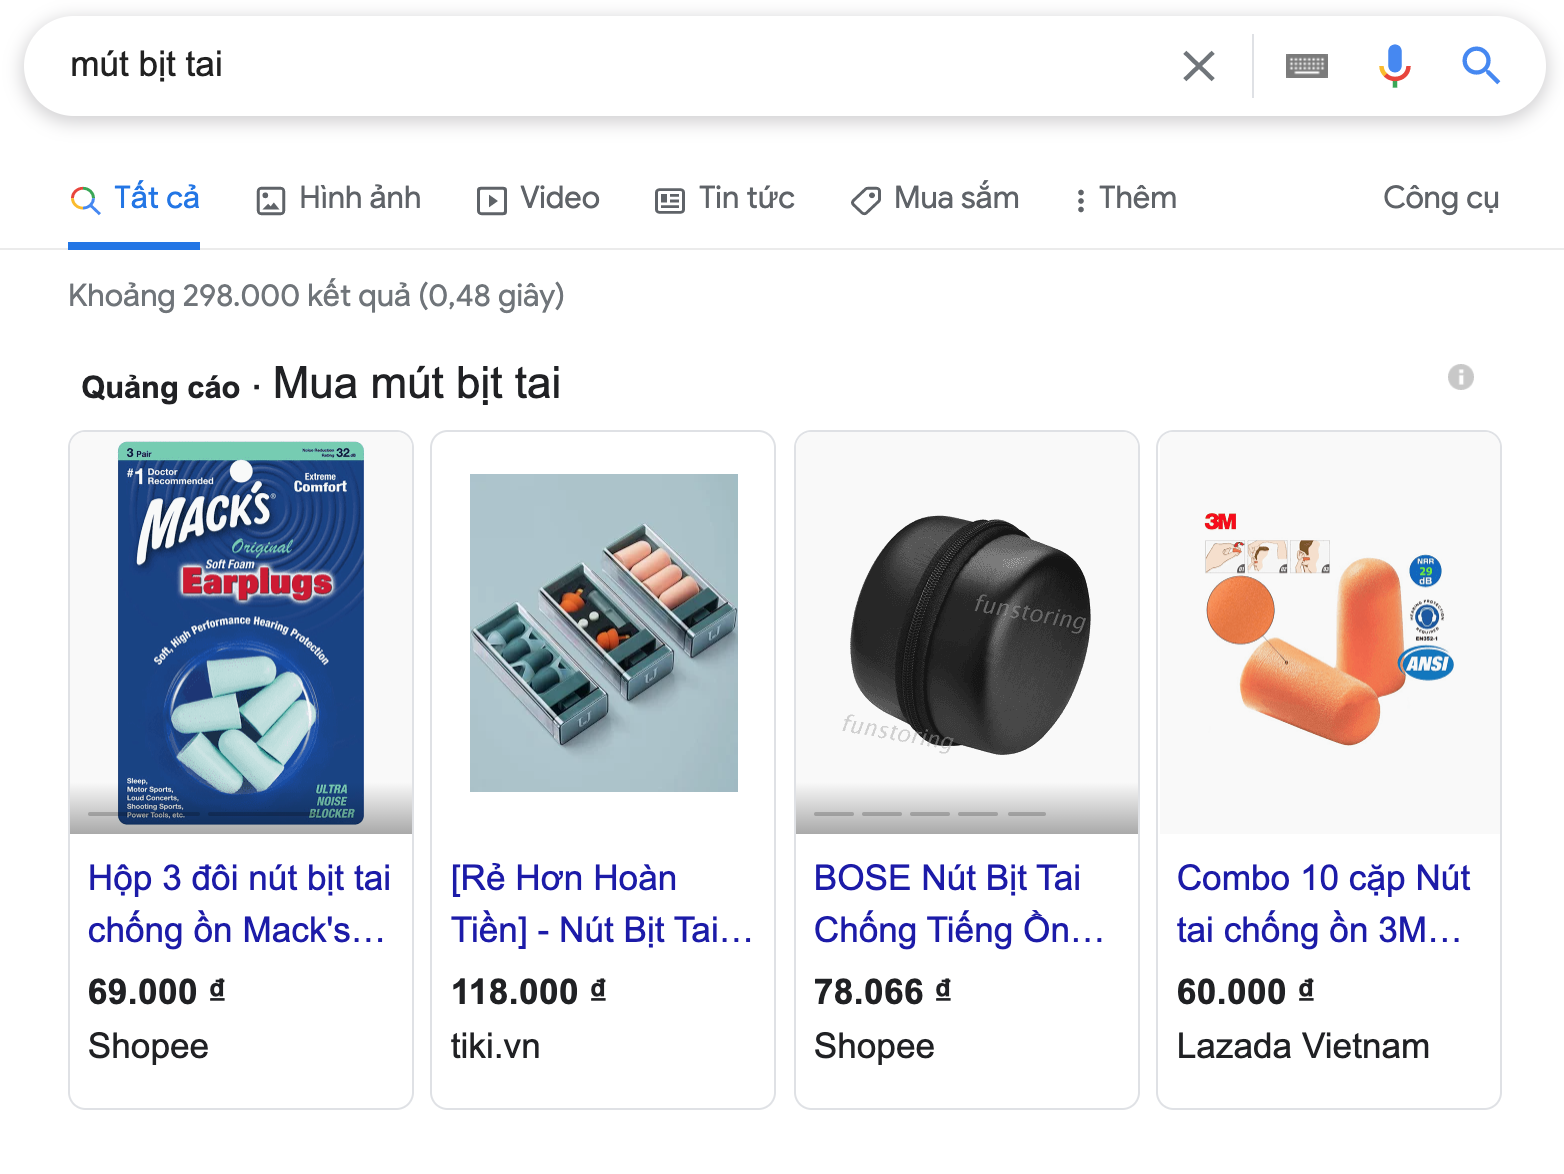 mút bịt tai
Tất cả
Hình ảnh
Video
Tin tức
Mua sắm
Thêm
Công cụ
Khoảng 298.000 kết quả (0,48 giây)
Quảng cáo · Mua mút bịt tai
3 Pair
Noise Reduction
Rating 32dB
#1 Doctor
Recommended
Extreme
Comfort
MACK'S®
Original
Soft Foam
Earplugs
Soft, High Performance Hearing Protection
Sleep,
Motor Sports,
Loud Concerts,
Shooting Sports,
Power Tools, etc.
ULTRA
NOISE
BLOCKER
Hộp 3 đôi nút bịt tai
chống ồn Mack's...
69.000 ₫
Shopee
[Rẻ Hơn Hoàn
Tiền] - Nút Bịt Tai...
118.000 ₫
tiki.vn
funstoring
funstoring
BOSE Nút Bịt Tai
Chống Tiếng Ồn...
78.066 ₫
Shopee
3M
NRR
29
dB
HEARING PROTECTION
REQUIRED
EN352-1
ANSI
Combo 10 cặp Nút
tai chống ồn 3M...
60.000 ₫
Lazada Vietnam